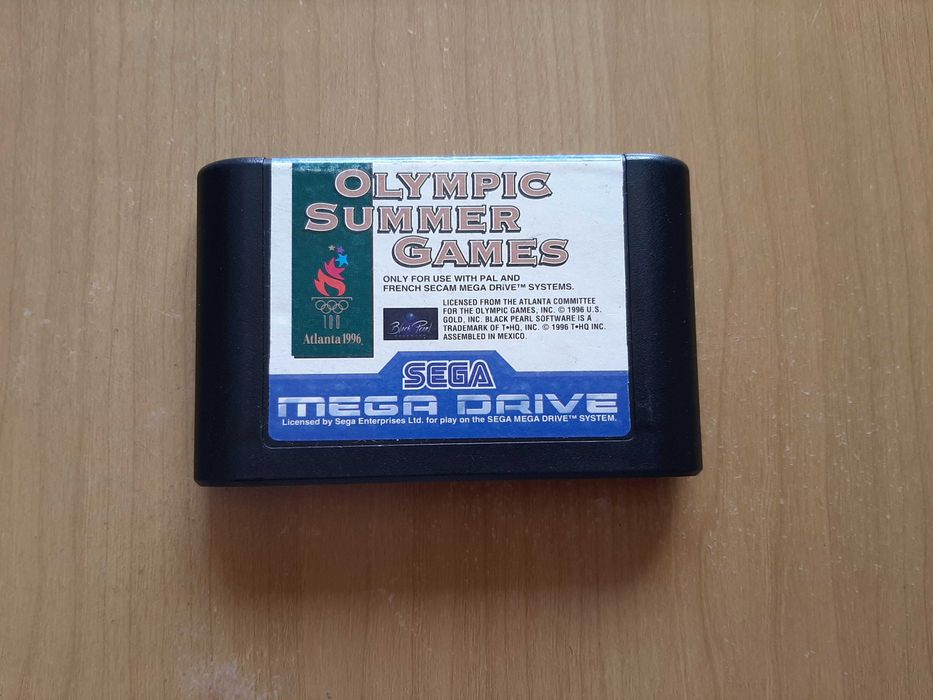 OLYMPIC
SUMMER
GAMES
ONLY FOR USE WITH PAL AND
FRENCH SECAM MEGA DRiVE™ SYSTEMS.
LICENSED FROM THE ATLANTA COMMITTEE
FOR THE OLYMPIC GAMES, INC. © 1996 U.S.
GOLD, INC. BLACK PEARL SOFTWARE IS A
TRADEMARK OF T•HQ, INC. © 1996 T•HQ INC.
ASSEMBLED IN MEXICO.
Black Pearl
100
Atlanta 1996
SEGA
MEGA DRIVE
Licensed by Sega Enterprises Ltd. for play on the SEGA MEGA DRIVE™ SYSTEM.